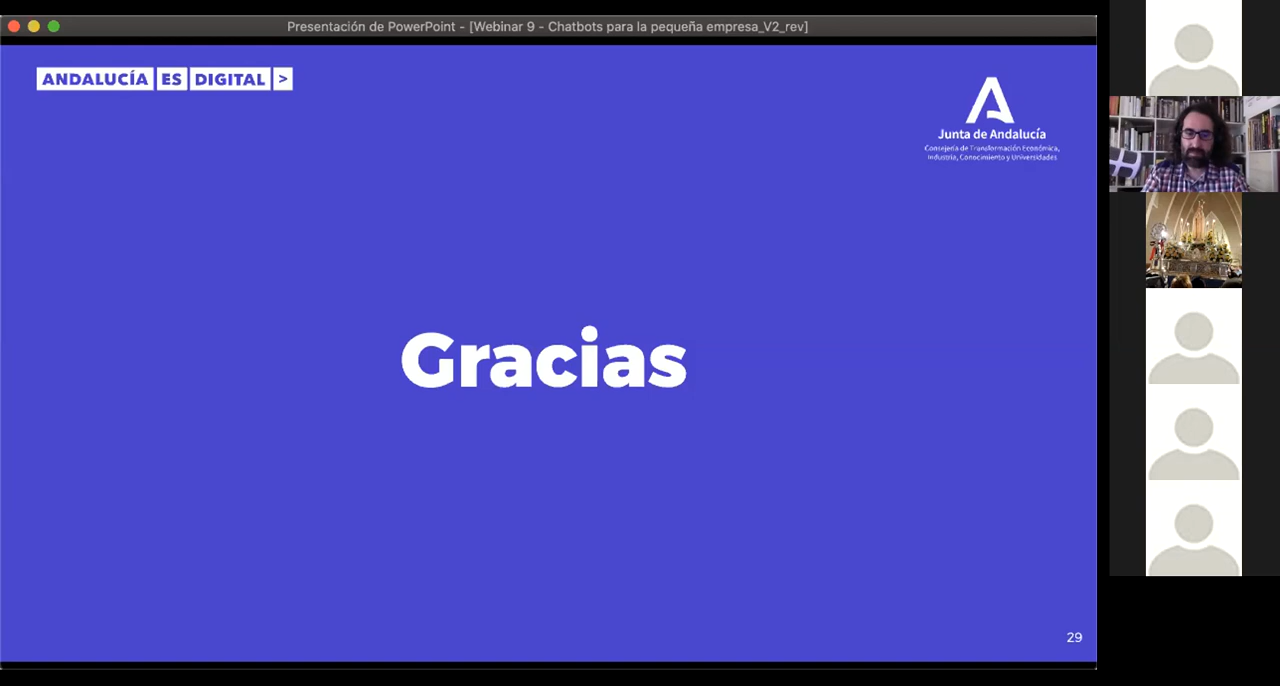 Presentación de PowerPoint - [Webinar 9 - Chatbots para la pequeña empresa_V2_rev]
ANDALUCÍA ES DIGITAL >
Junta de Andalucía
Consejería de Transformación Económica,
Industria, Conocimiento y Universidades
Gracias
29